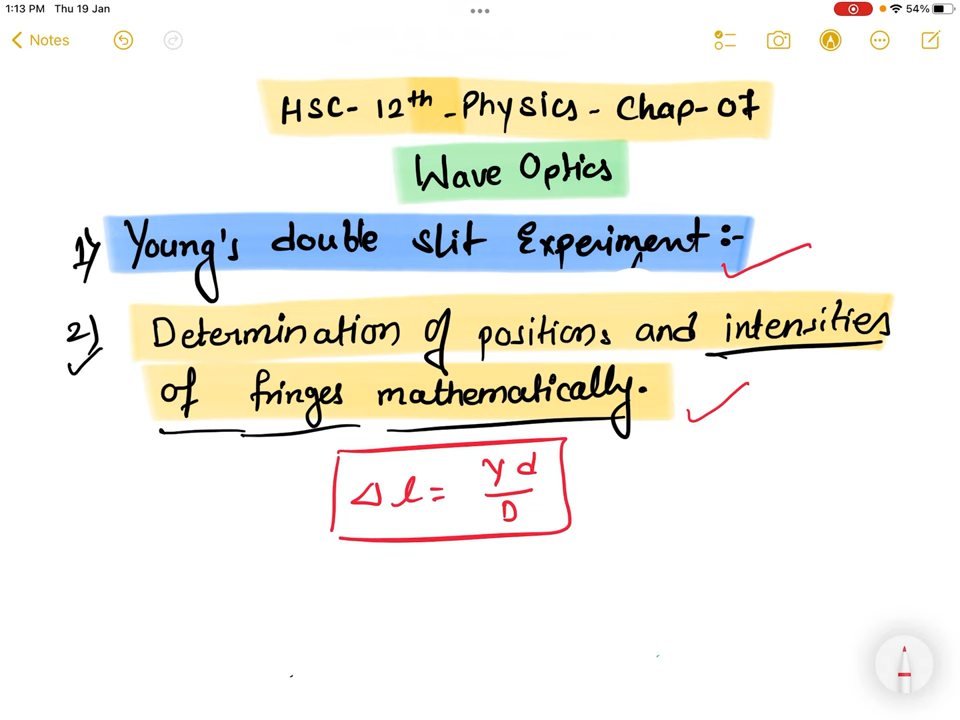 1:13 PM Thu 19 Jan
54%
Notes
HSC- 12th - Physics - Chap-07
Wave Optics
1) Young's double slit Experiment :-
2) Determination of positions and intensities
of fringes mathematically.
Δl = yd/D